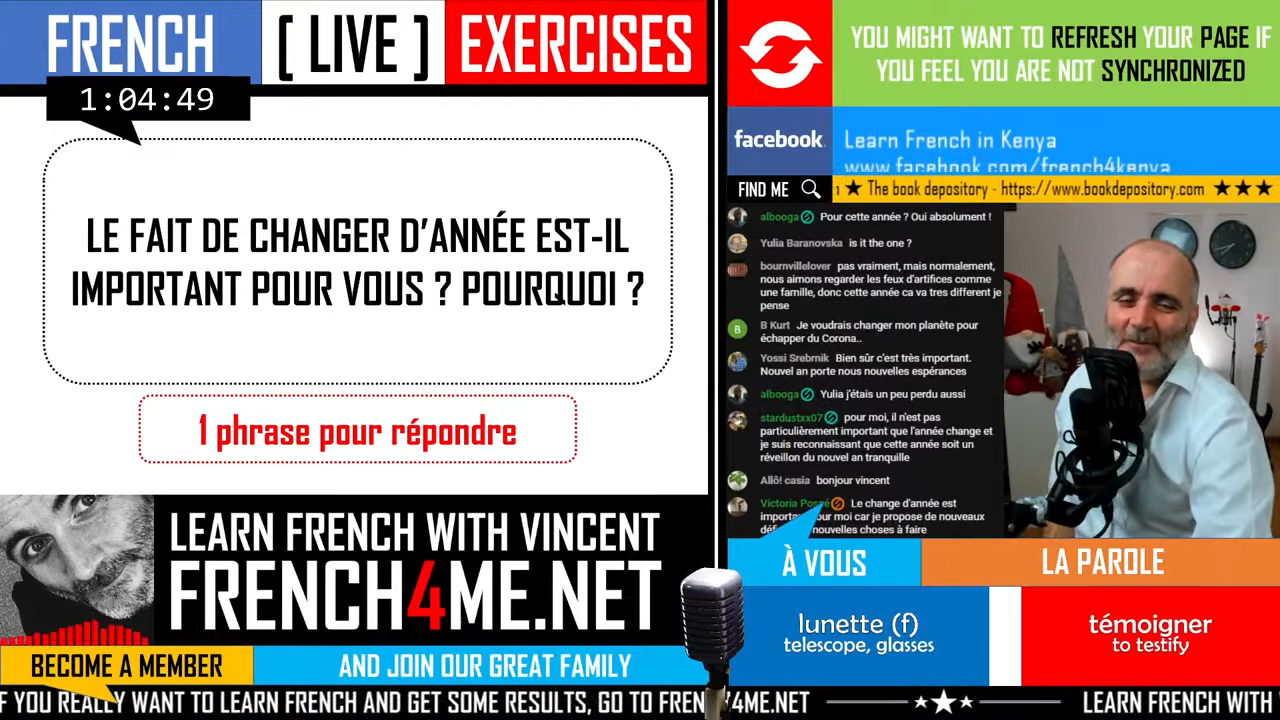 FRENCH
[ LIVE ]
EXERCISES
1:04:49
LE FAIT DE CHANGER D'ANNÉE EST-IL
IMPORTANT POUR VOUS ? POURQUOI ?
1 phrase pour répondre
LEARN FRENCH WITH VINCENT
FRENCH4ME.NET
BECOME A MEMBER
AND JOIN OUR GREAT FAMILY
YOU MIGHT WANT TO REFRESH YOUR PAGE IF
YOU FEEL YOU ARE NOT SYNCHRONIZED
facebook.
Learn French in Kenya
www.facebook.com/french4kenya
FIND ME
★ The book depository - https://www.bookdepository.com ★ ★ ★
albooga Pour cette année ? Oui absolument !
Yulia Baranovska is it the one ?
bournvillelover pas vraiment, mais normalement,
nous aimons regarder les feux d'artifices comme
une famille, donc cette année ca va tres different je
pense
B
B Kurt Je voudrais changer mon planète pour
échapper du Corona..
Yossi Srebrnik Bien sûr c'est très important.
Nouvel an porte nous nouvelles espérances
albooga Yulia j'étais un peu perdu aussi
stardustxx07 pour moi, il n'est pas
particulièrement important que l'année change et
je suis reconnaissant que cette année soit un
réveillon du nouvel an tranquille
Allô! casia bonjour vincent
Victoria Le change d'année est
pour moi car je propose de nouveaux
nouvelles choses à faire
À VOUS
LA PAROLE
lunette (f)
telescope, glasses
témoigner
to testify
F YOU REALLY WANT TO LEARN FRENCH AND GET SOME RESULTS, GO TO 4ME.NET
LEARN FRENCH WITH